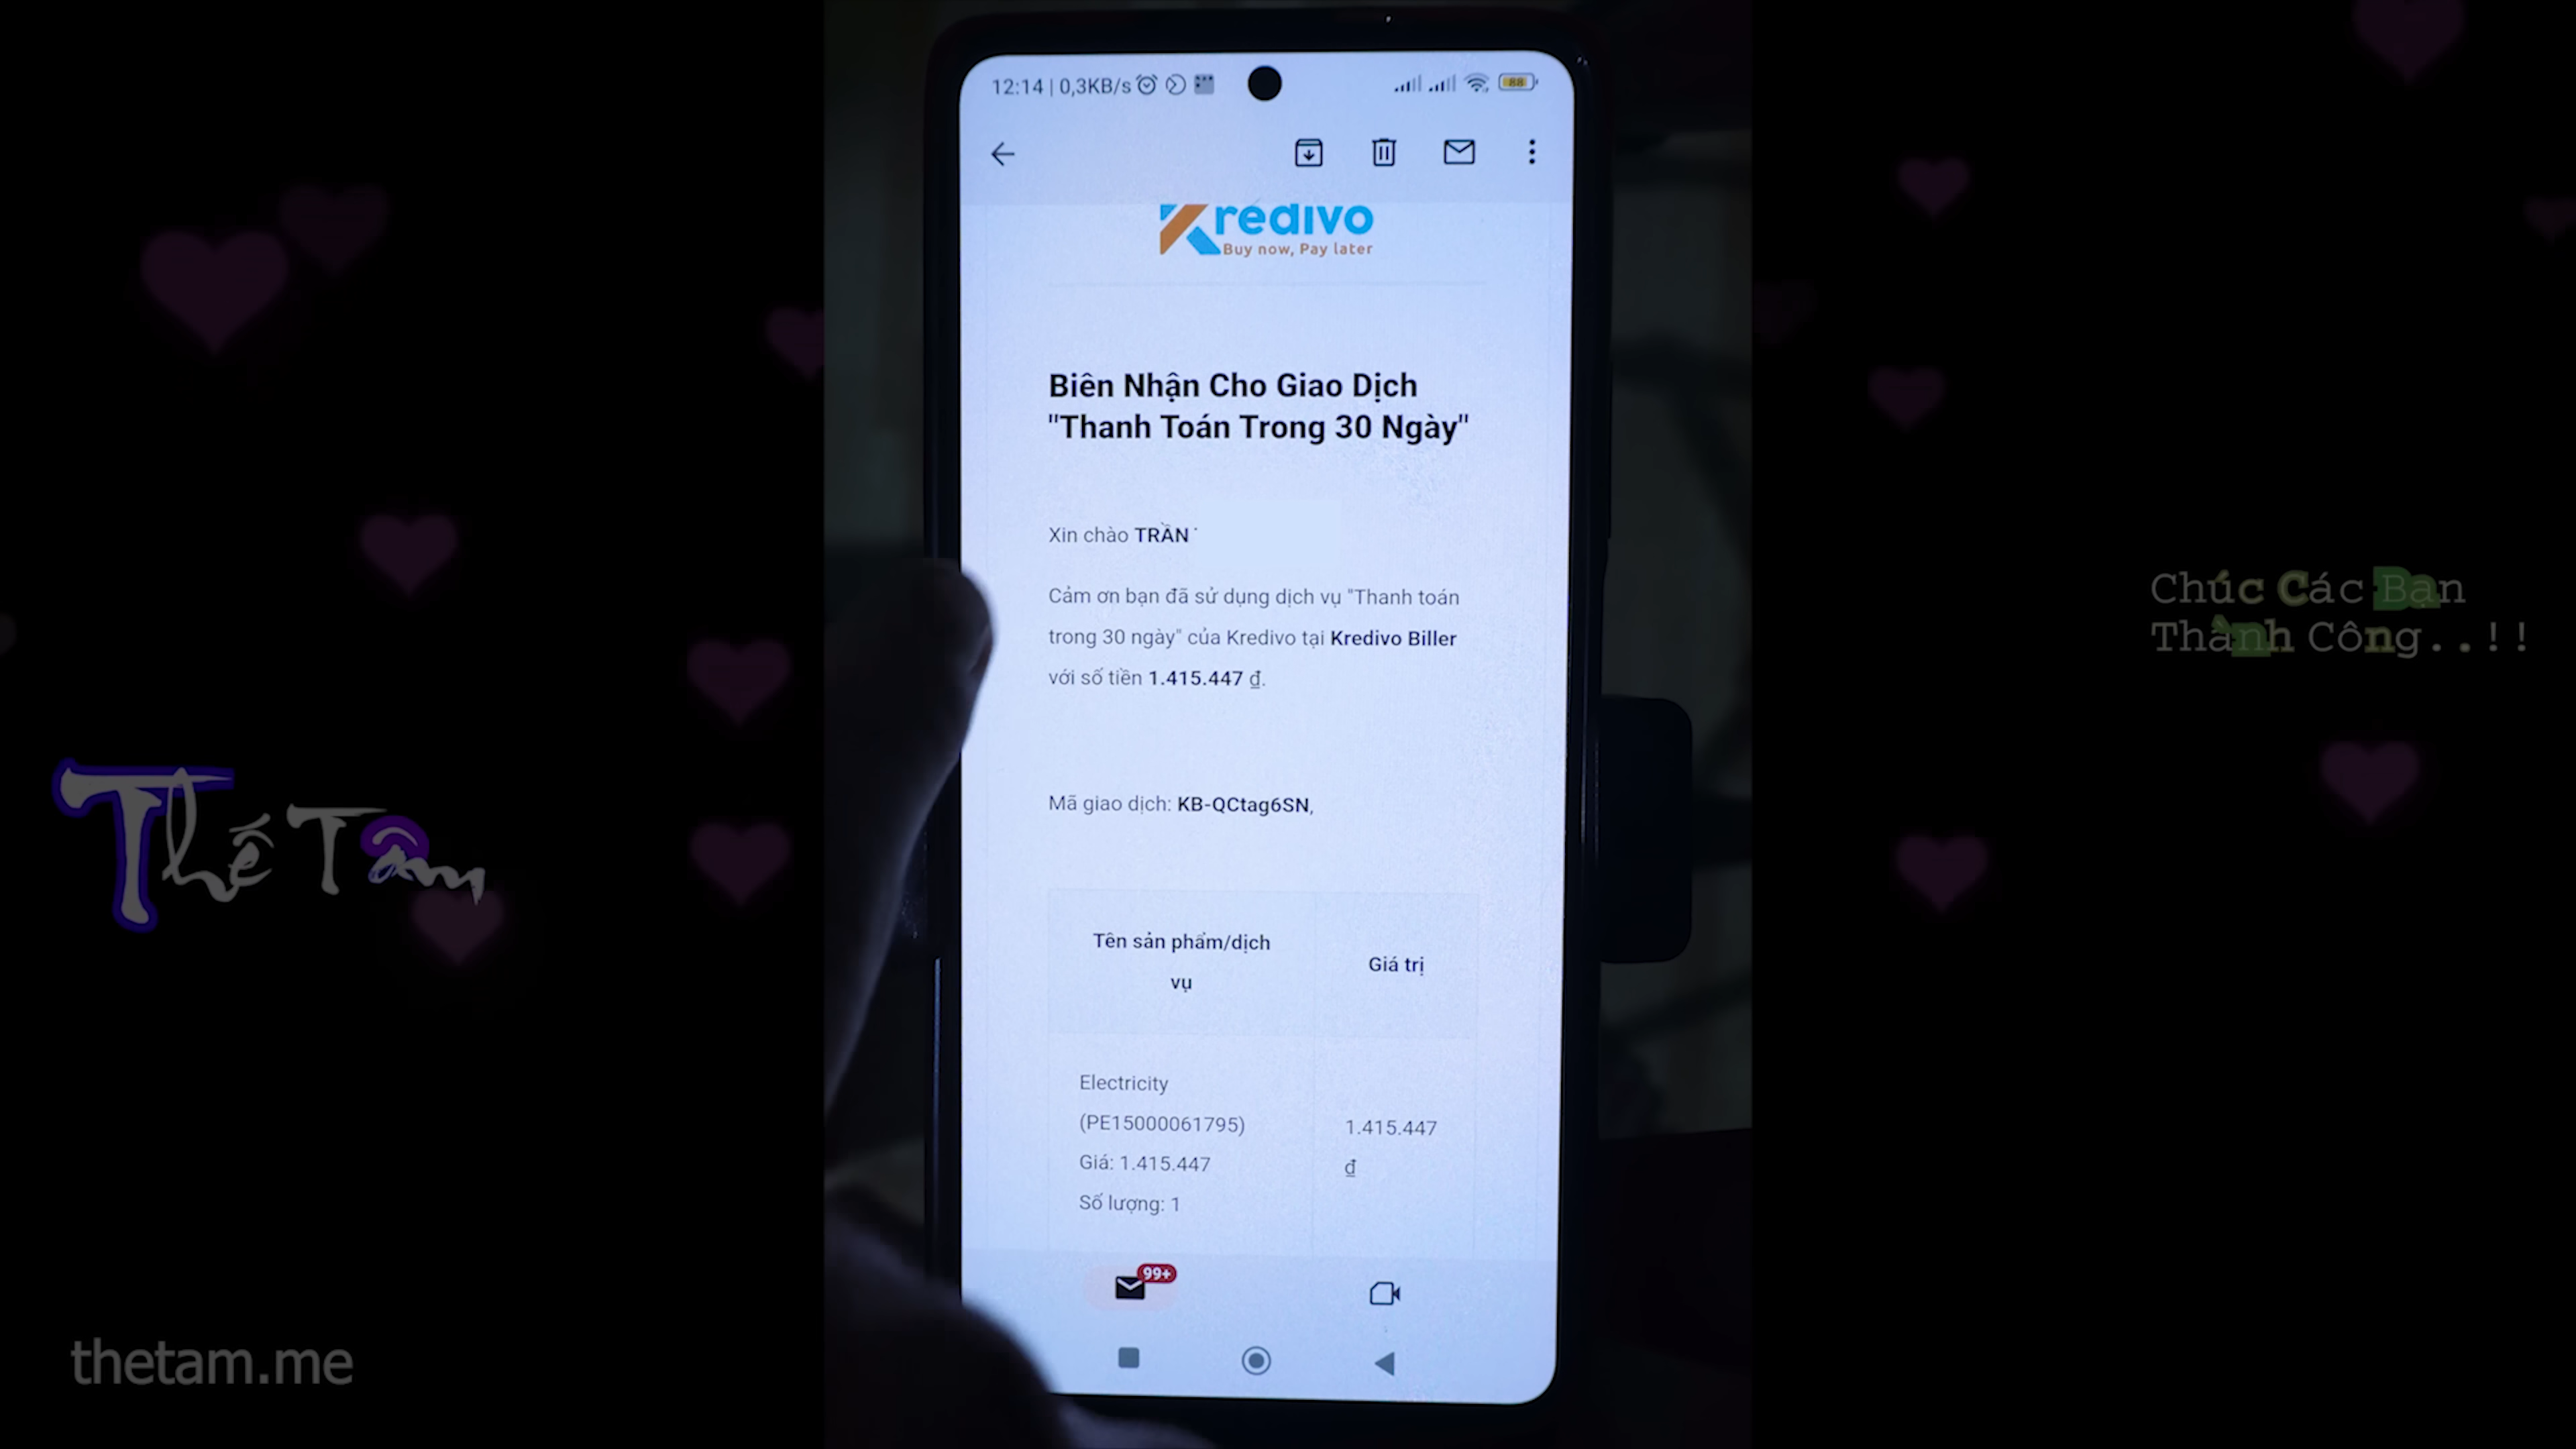 12:14 | 0,3KB/s
88
Kredivo
Buy now, Pay later
Biên Nhận Cho Giao Dịch
"Thanh Toán Trong 30 Ngày"
Xin chào TRẦN
Cảm ơn bạn đã sử dụng dịch vụ "Thanh toán
trong 30 ngày" của Kredivo tại Kredivo Biller
với số tiền 1.415.447 ₫.
Mã giao dịch: KB-QCtag6SN,
Tên sản phẩm/dịch
vụ
Giá trị
Electricity
(PE15000061795)
Giá: 1.415.447
Số lượng: 1
1.415.447
₫
99+
Thế Tâm
thetam.me
Chúc Các Bạn
Thành Công..!!